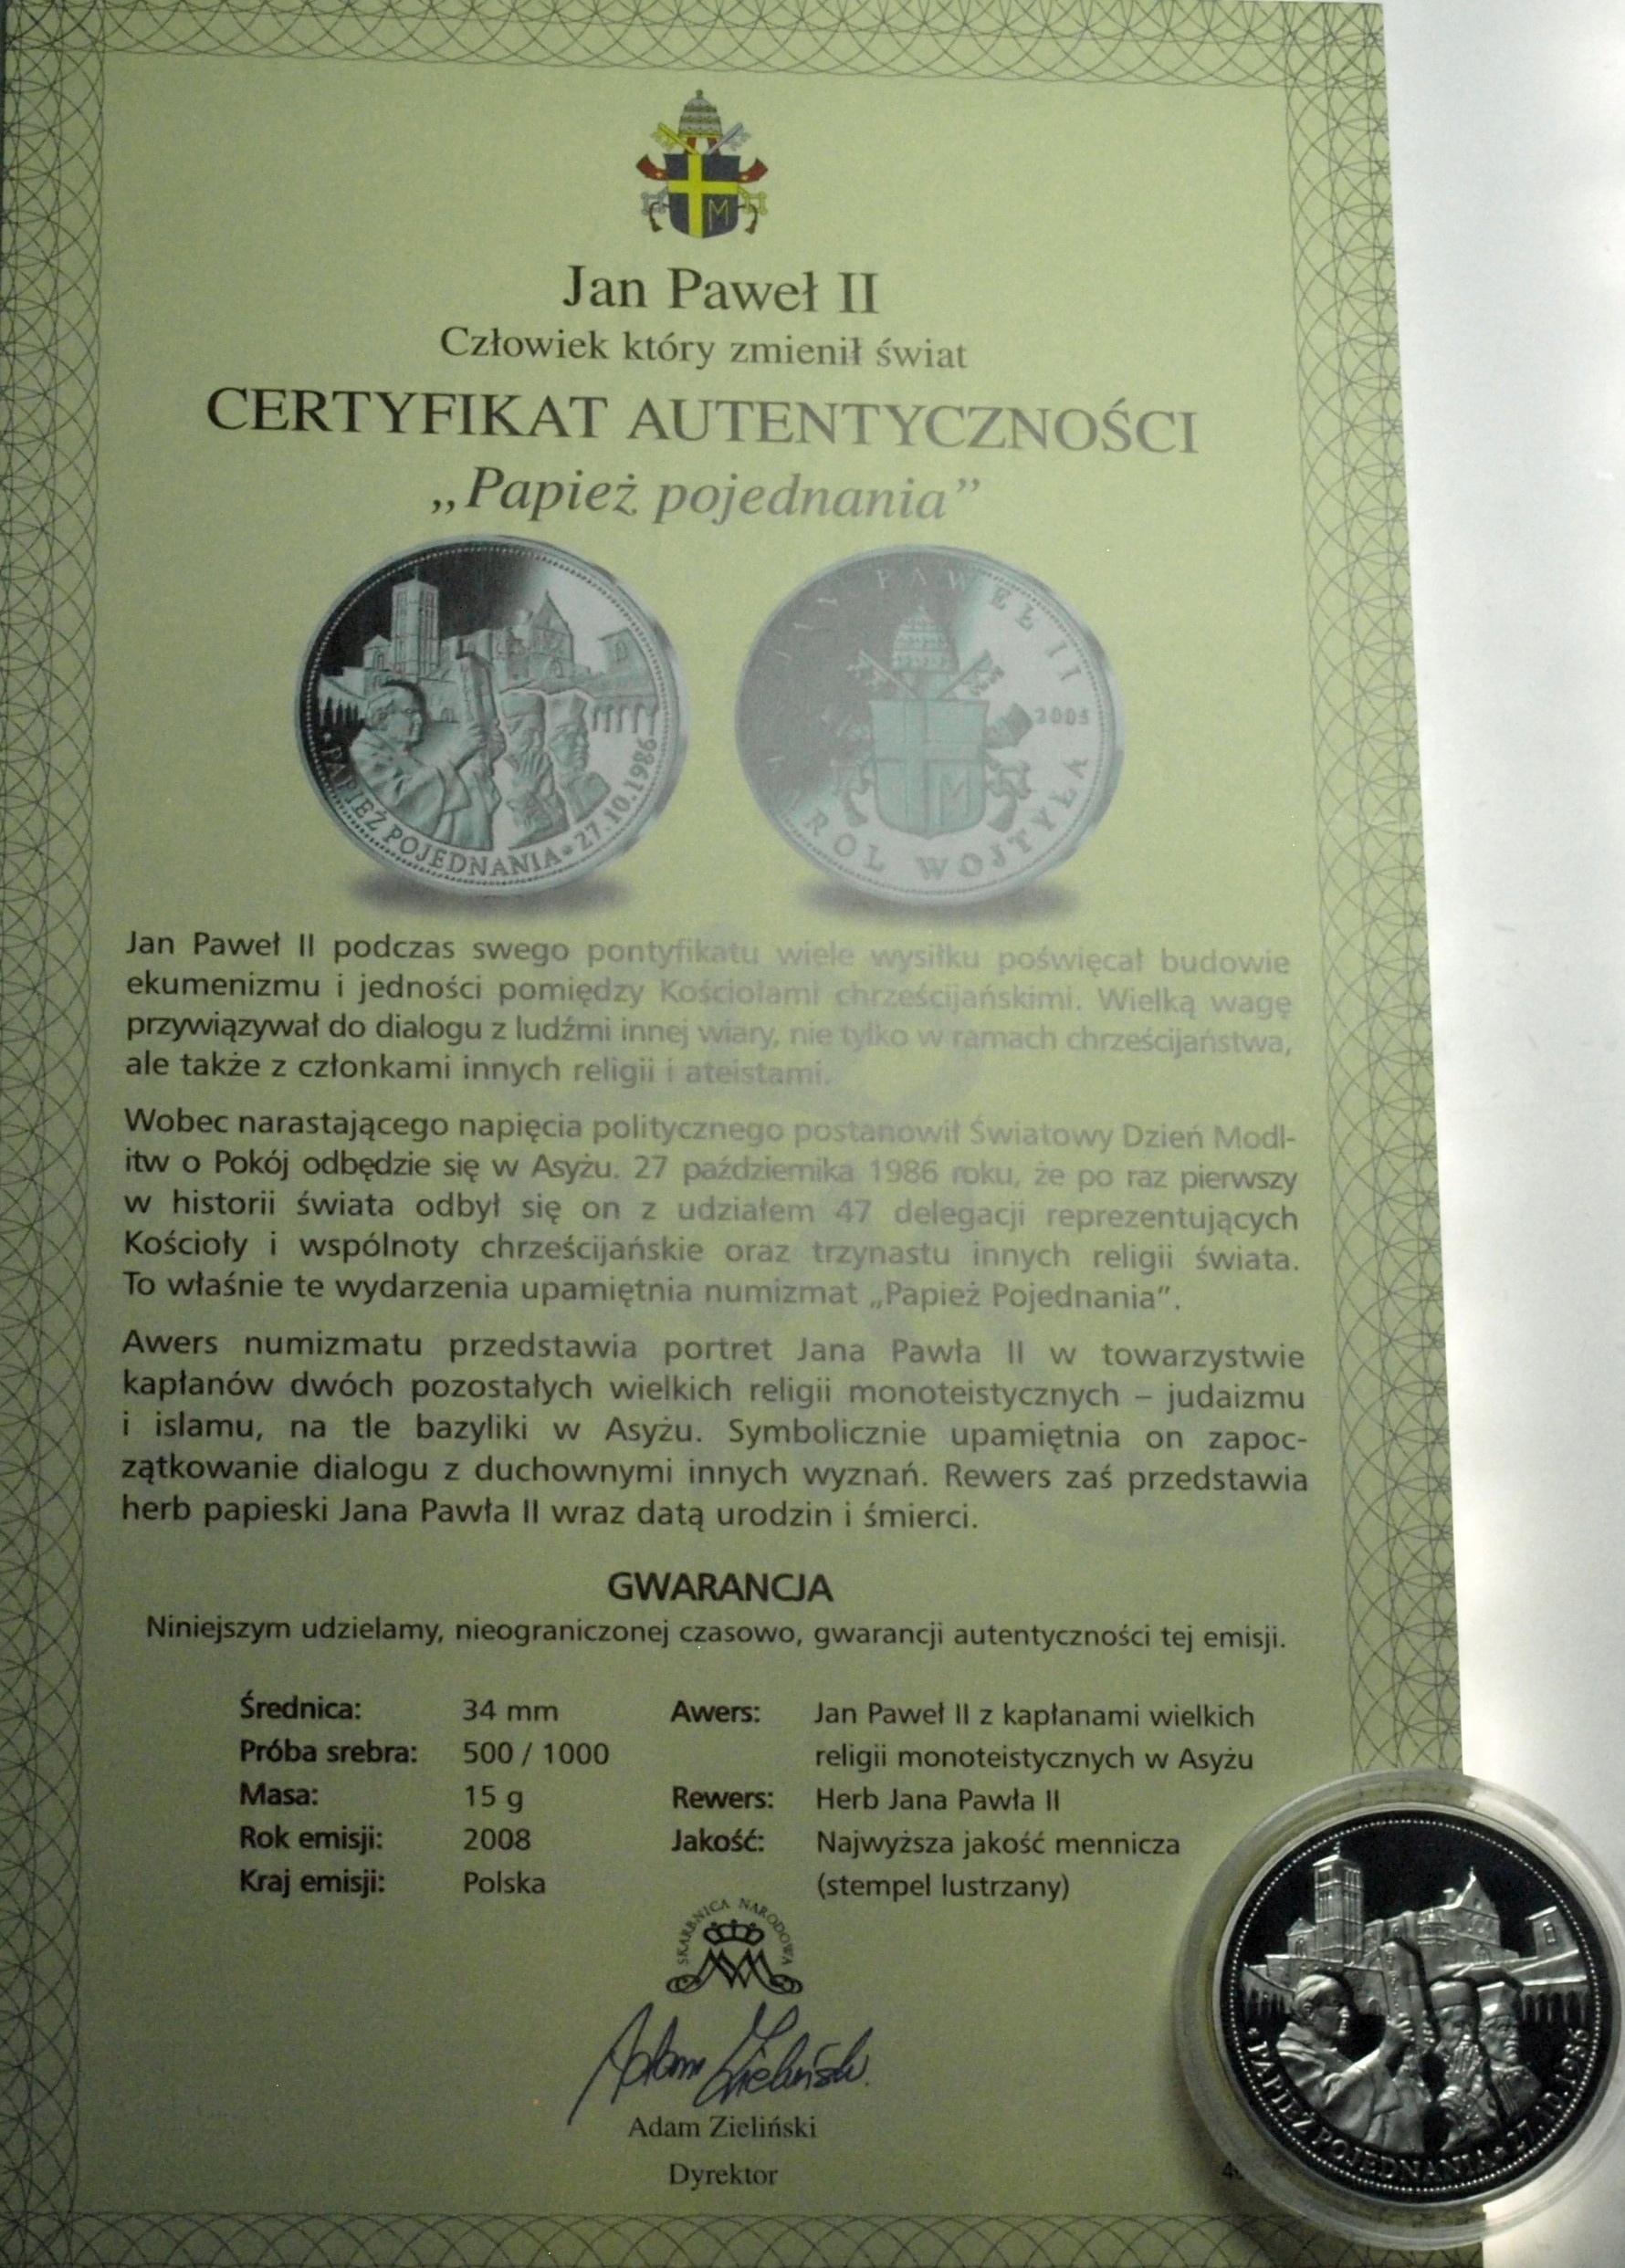 Jan Paweł II
Człowiek który zmienił świat
CERTYFIKAT AUTENTYCZNOŚCI
„Papież pojednania”
PAPIEŻ POJEDNANIA • 27.10.1986
JAN PAWEŁ II
2005
KAROL WOJTYŁA
Jan Paweł II podczas swego pontyfikatu wiele wysiłku poświęcał budowie
ekumenizmu i jedności pomiędzy Kościołami chrześcijańskimi. Wielką wagę
przywiązywał do dialogu z ludźmi innej wiary, nie tylko w ramach chrześcijaństwa,
ale także z członkami innych religii i ateistami.
Wobec narastającego napięcia politycznego postanowił Światowy Dzień Modl-
itw o Pokój odbędzie się w Asyżu. 27 października 1986 roku, że po raz pierwszy
w historii świata odbył się on z udziałem 47 delegacji reprezentujących
Kościoły i wspólnoty chrześcijańskie oraz trzynastu innych religii świata.
To właśnie te wydarzenia upamiętnia numizmat „Papież Pojednania”.
Awers numizmatu przedstawia portret Jana Pawła II w towarzystwie
kapłanów dwóch pozostałych wielkich religii monoteistycznych – judaizmu
i islamu, na tle bazyliki w Asyżu. Symbolicznie upamiętnia on zapoc-
zątkowanie dialogu z duchownymi innych wyznań. Rewers zaś przedstawia
herb papieski Jana Pawła II wraz datą urodzin i śmierci.
GWARANCJA
Niniejszym udzielamy, nieograniczonej czasowo, gwarancji autentyczności tej emisji.
Średnica: 34 mm
Próba srebra: 500 / 1000
Masa: 15 g
Rok emisji: 2008
Kraj emisji: Polska
Awers: Jan Paweł II z kapłanami wielkich
religii monoteistycznych w Asyżu
Rewers: Herb Jana Pawła II
Jakość: Najwyższa jakość mennicza
(stempel lustrzany)
SKARBNICA NARODOWA
Adam Zieliński
Adam Zieliński
Dyrektor
PAPIEŻ POJEDNANIA • 27.10.1986